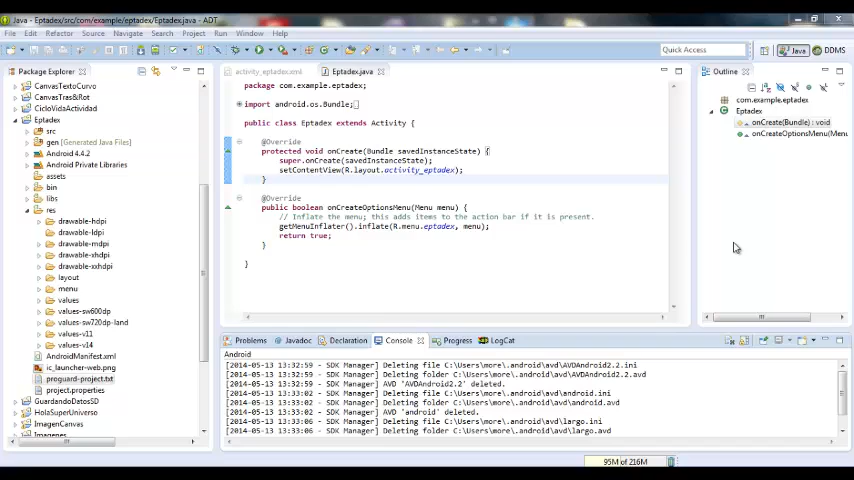 Java - Eptadex/src/com/example/eptadex/Eptadex.java - ADT
File Edit Refactor Source Navigate Search Project Run Window Help
Quick Access
Java
DDMS
Package Explorer
CanvasTextoCurvo
CanvasTras&Rot
CicloVidaActividad
Eptadex
src
gen [Generated Java Files]
Android 4.4.2
Android Private Libraries
assets
bin
libs
res
drawable-hdpi
drawable-ldpi
drawable-mdpi
drawable-xhdpi
drawable-xxhdpi
layout
menu
values
values-sw600dp
values-sw720dp-land
values-v11
values-v14
AndroidManifest.xml
ic_launcher-web.png
proguard-project.txt
project.properties
GuardandoDatosSD
HolaSuperUniverso
ImagenCanvas
Imagenes
activity_eptadex.xml
Eptadex.java
package com.example.eptadex;
import android.os.Bundle;
public class Eptadex extends Activity {
@Override
protected void onCreate(Bundle savedInstanceState) {
super.onCreate(savedInstanceState);
setContentView(R.layout.activity_eptadex);
}
@Override
public boolean onCreateOptionsMenu(Menu menu) {
// Inflate the menu; this adds items to the action bar if it is present.
getMenuInflater().inflate(R.menu.eptadex, menu);
return true;
}
}
Outline
com.example.eptadex
Eptadex
onCreate(Bundle) : void
onCreateOptionsMenu(Menu
Problems Javadoc Declaration Console Progress LogCat
Android
[2014-05-13 13:32:59 - SDK Manager] Deleting file C:\Users\more\.android\avd\AVDAndroid2.2.ini
[2014-05-13 13:32:59 - SDK Manager] Deleting folder C:\Users\more\.android\avd\AVDAndroid2.2.avd
[2014-05-13 13:32:59 - SDK Manager] AVD 'AVDAndroid2.2' deleted.
[2014-05-13 13:33:02 - SDK Manager] Deleting file C:\Users\more\.android\avd\android.ini
[2014-05-13 13:33:02 - SDK Manager] Deleting folder C:\Users\more\.android\avd\android.avd
[2014-05-13 13:33:02 - SDK Manager] AVD 'android' deleted.
[2014-05-13 13:33:06 - SDK Manager] Deleting file C:\Users\more\.android\avd\largo.ini
[2014-05-13 13:33:06 - SDK Manager] Deleting folder C:\Users\more\.android\avd\largo.avd
95M of 216M